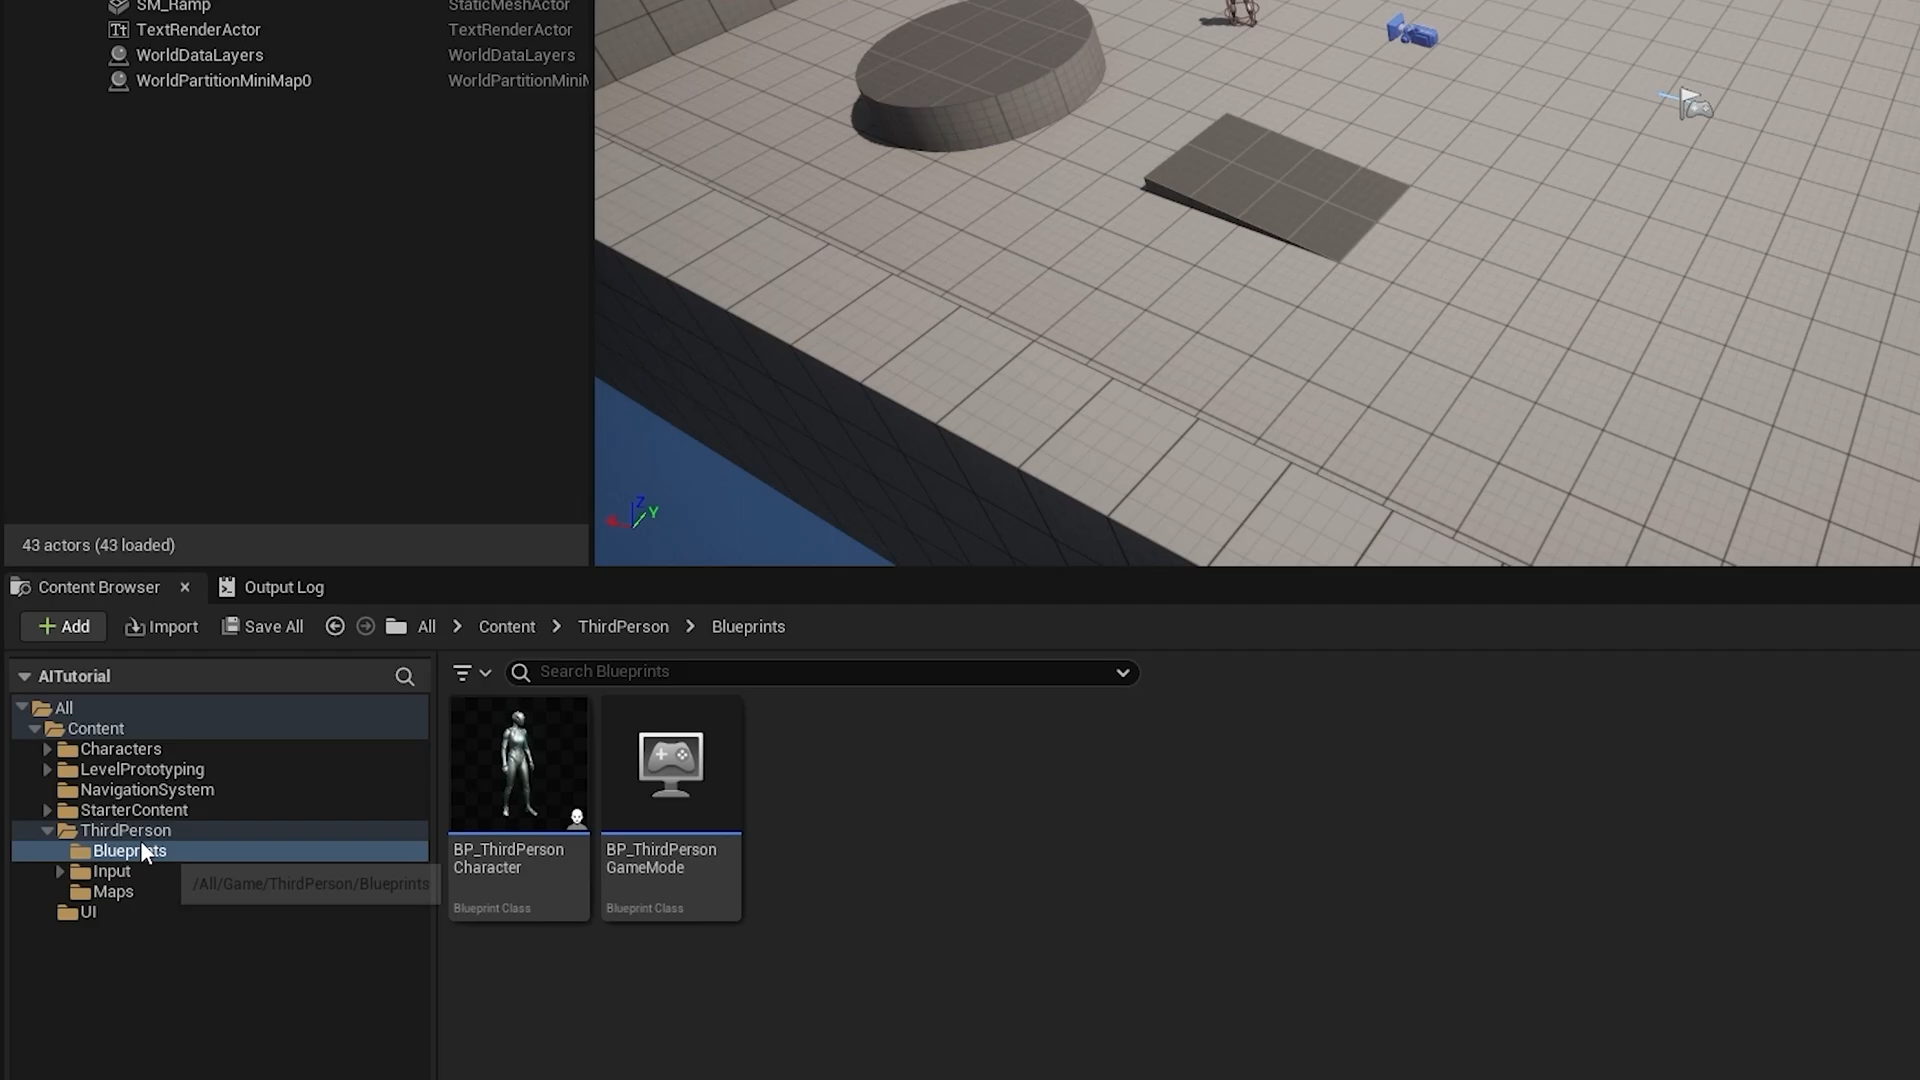 SM_Ramp StaticMeshActor
Tt TextRenderActor TextRenderActor
WorldDataLayers WorldDataLayers
WorldPartitionMiniMap0 WorldPartitionMiniM
Z
Y
43 actors (43 loaded)
Content Browser × Output Log
+ Add Import Save All All > Content > ThirdPerson > Blueprints
AITutorial
Search Blueprints
All
Content
Characters
LevelPrototyping
NavigationSystem
StarterContent
ThirdPerson
Blueprints
Input
Maps
UI
/All/Game/ThirdPerson/Blueprints
BP_ThirdPerson
Character
Blueprint Class
BP_ThirdPerson
GameMode
Blueprint Class